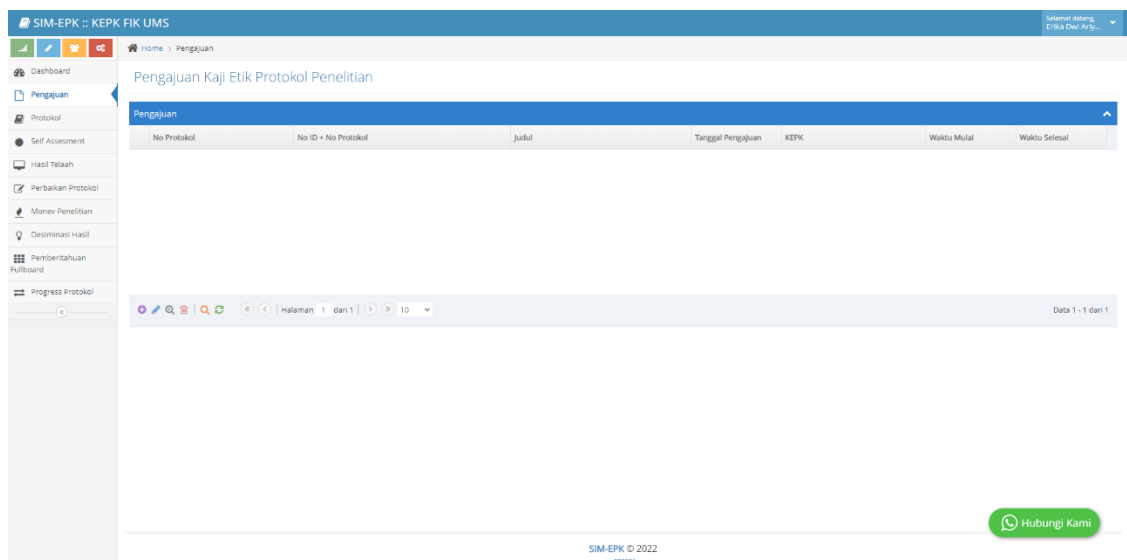 SIM-EPK :: KEPK FIK UMS
Selamat datang,
Erika Dwi Ariy...
Home > Pengajuan
Dashboard
Pengajuan
Protokol
Self Assesment
Hasil Telaah
Perbaikan Protokol
Monev Penelitian
Desiminasi Hasil
Pemberitahuan
Fullboard
Progress Protokol
Pengajuan Kaji Etik Protokol Penelitian
Pengajuan
No Protokol No ID + No Protokol Judul Tanggal Pengajuan KEPK Waktu Mulai Waktu Selesai
Halaman 1 dari 1 10 Data 1 - 1 dari 1
Hubungi Kami
SIM-EPK © 2022